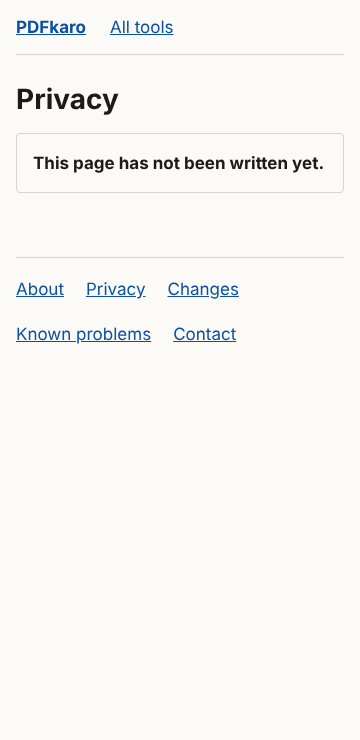 PDFkaro All tools
Privacy
This page has not been written yet.
About Privacy Changes
Known problems Contact